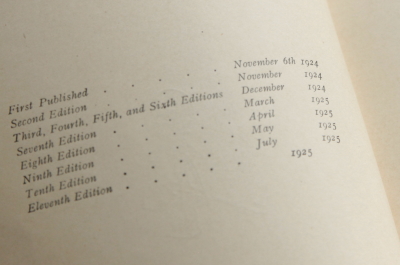 First Published . . . . November 6th 1924
Second Edition . . . . November 1924
Third, Fourth, Fifth, and Sixth Editions December 1924
Seventh Edition . . . . March 1925
Eighth Edition . . . . April 1925
Ninth Edition . . . . May 1925
Tenth Edition . . . . July 1925
Eleventh Edition . . . . 1925